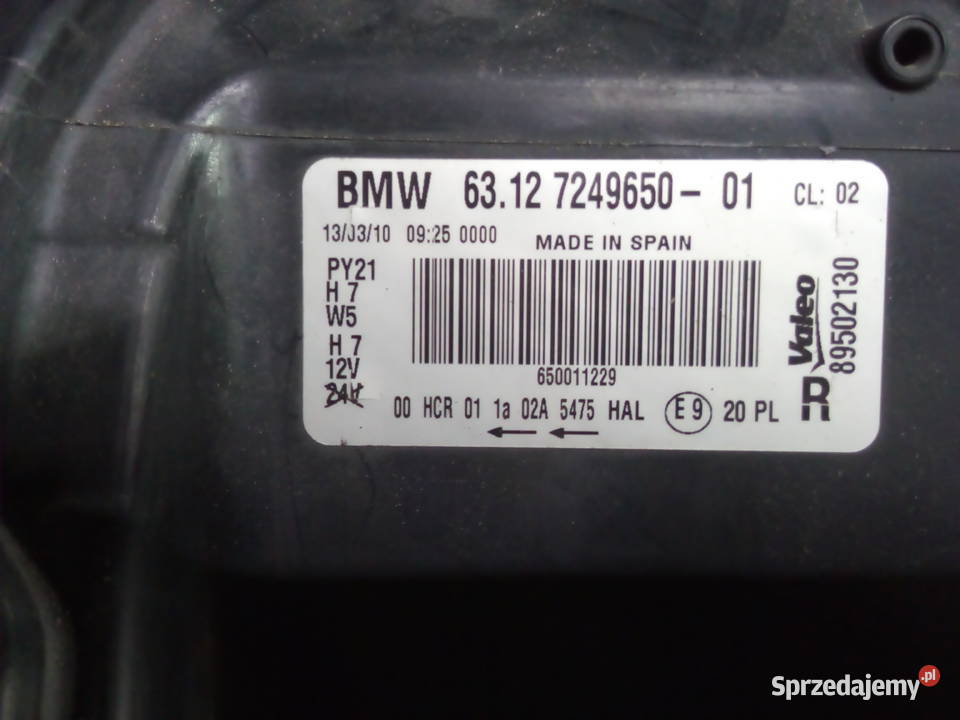 BMW 63.12 7249650- 01 CL: 02
13/03/10 09:25 0000 MADE IN SPAIN
PY21
H 7
W5
H 7
12V
24V
650011229
00 HCR 01 1a 02A 5475 HAL E 9 20 PL
Valeo
89502130
R
Sprzedajemy.pl